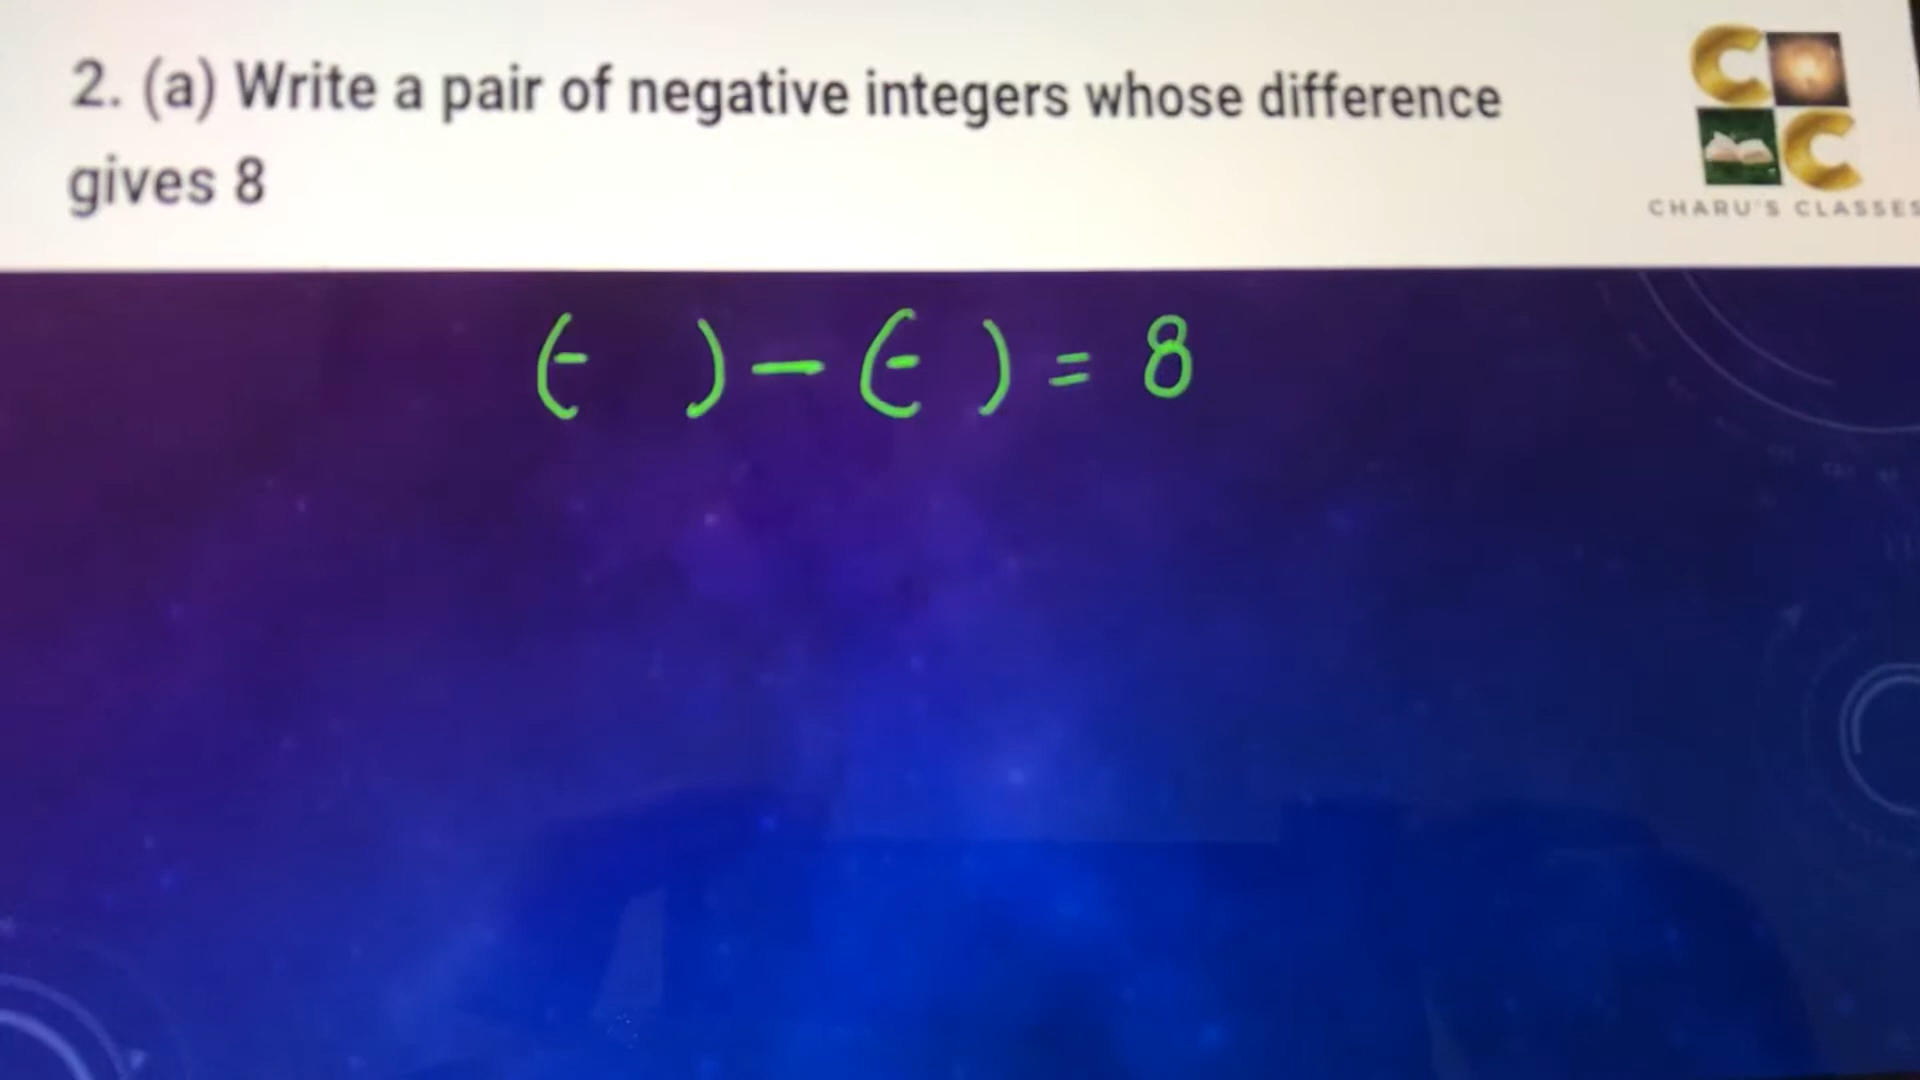 2. (a) Write a pair of negative integers whose difference
gives 8
CHARU'S CLASSES
(- ) - (- ) = 8